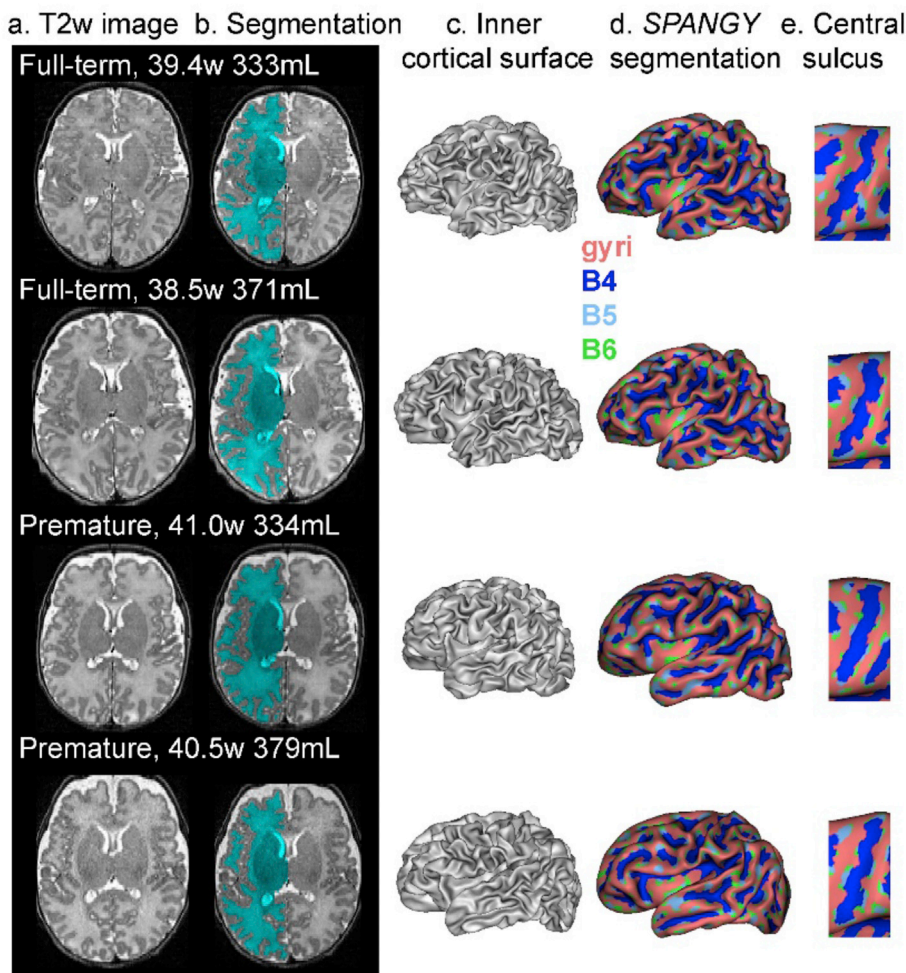 a. T2w image b. Segmentation c. Inner cortical surface d. SPANGY segmentation e. Central sulcus
Full-term, 39.4w 333mL
gyri
B4
B5
B6
Full-term, 38.5w 371mL
Premature, 41.0w 334mL
Premature, 40.5w 379mL